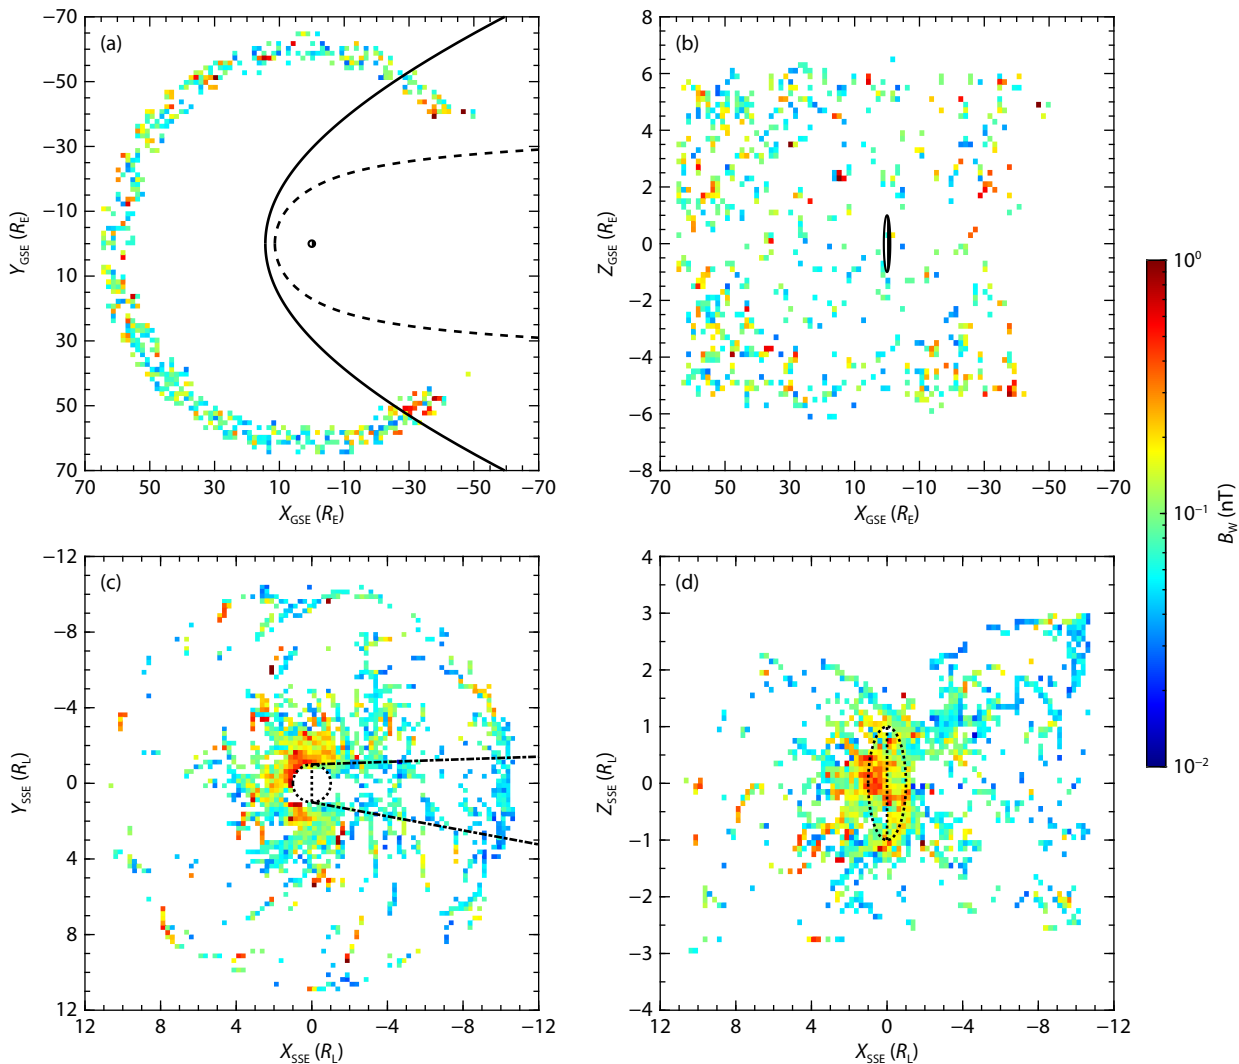 (a)
−70
−50
−30
−10
10
30
50
70
Y_GSE (R_E)
70 50 30 10 −10 −30 −50 −70
X_GSE (R_E)
(b)
8
6
4
2
0
−2
−4
−6
−8
Z_GSE (R_E)
70 50 30 10 −10 −30 −50 −70
X_GSE (R_E)
(c)
−12
−8
−4
0
4
8
12
Y_SSE (R_L)
12 8 4 0 −4 −8 −12
X_SSE (R_L)
(d)
4
3
2
1
0
−1
−2
−3
−4
Z_SSE (R_L)
12 8 4 0 −4 −8 −12
X_SSE (R_L)
10^0
10^−1
10^−2
B_W (nT)